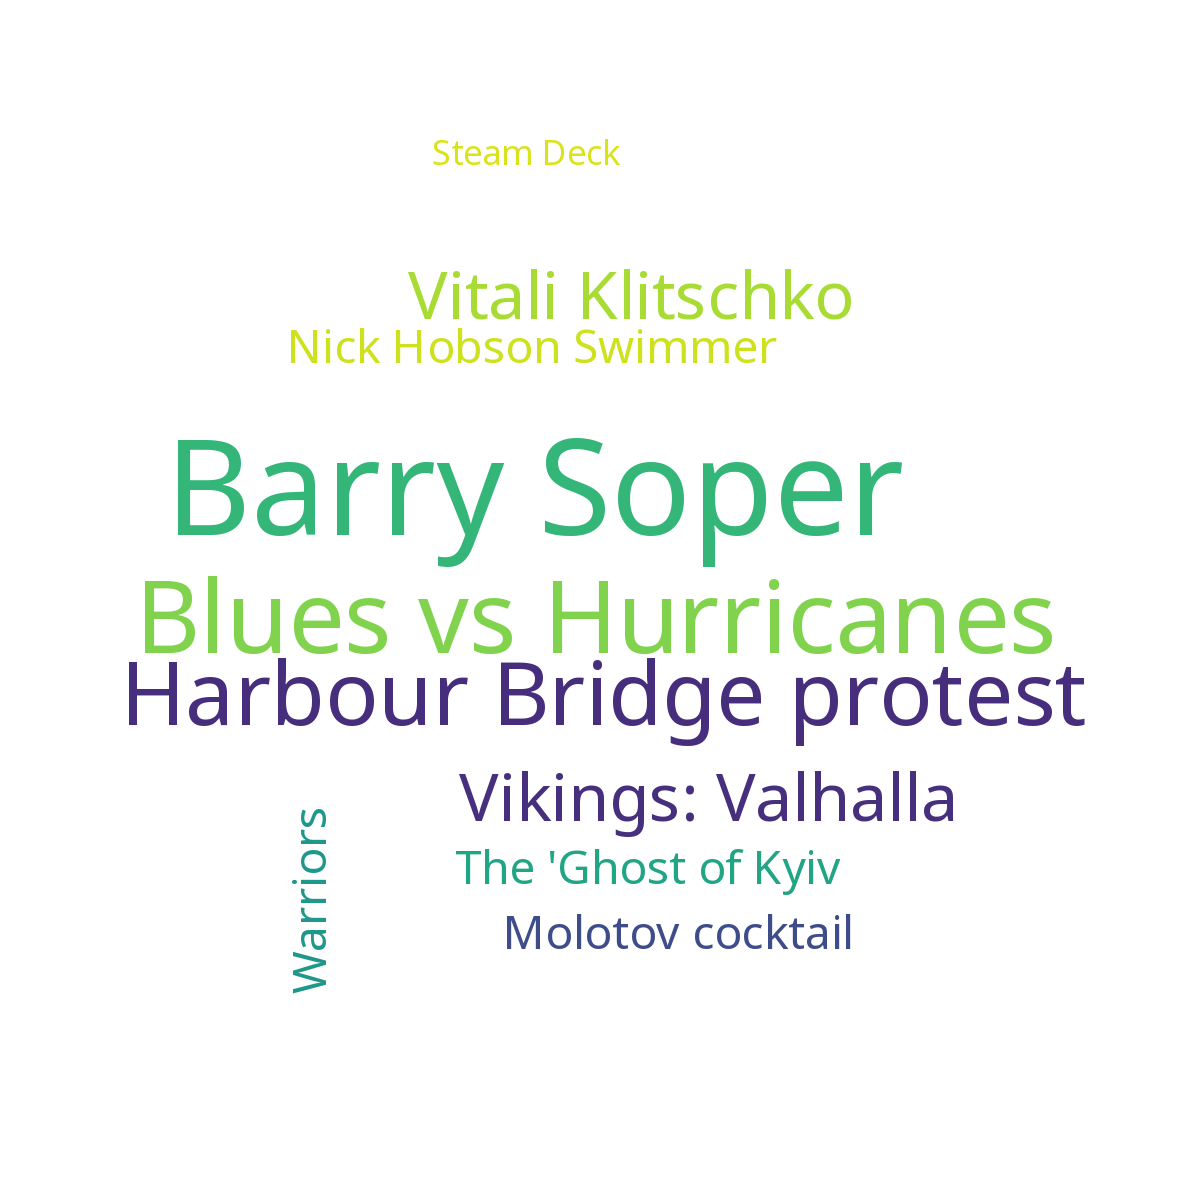 Steam Deck
Vitali Klitschko
Nick Hobson Swimmer
Barry Soper
Blues vs Hurricanes
Harbour Bridge protest
Vikings: Valhalla
Warriors
The 'Ghost of Kyiv
Molotov cocktail